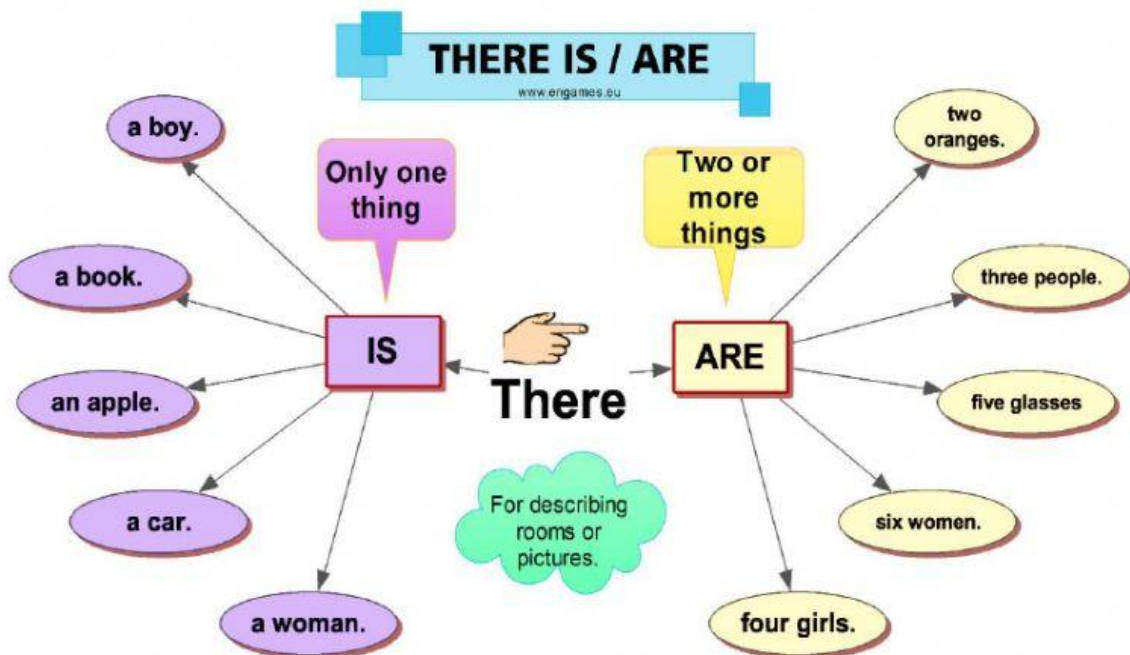 THERE IS / ARE
www.engames.eu
a boy.
Only one
thing
Two or
more
things
two
oranges.
a book.
three people.
IS
ARE
There
an apple.
five glasses
a car.
For describing
rooms or
pictures.
six women.
a woman.
four girls.